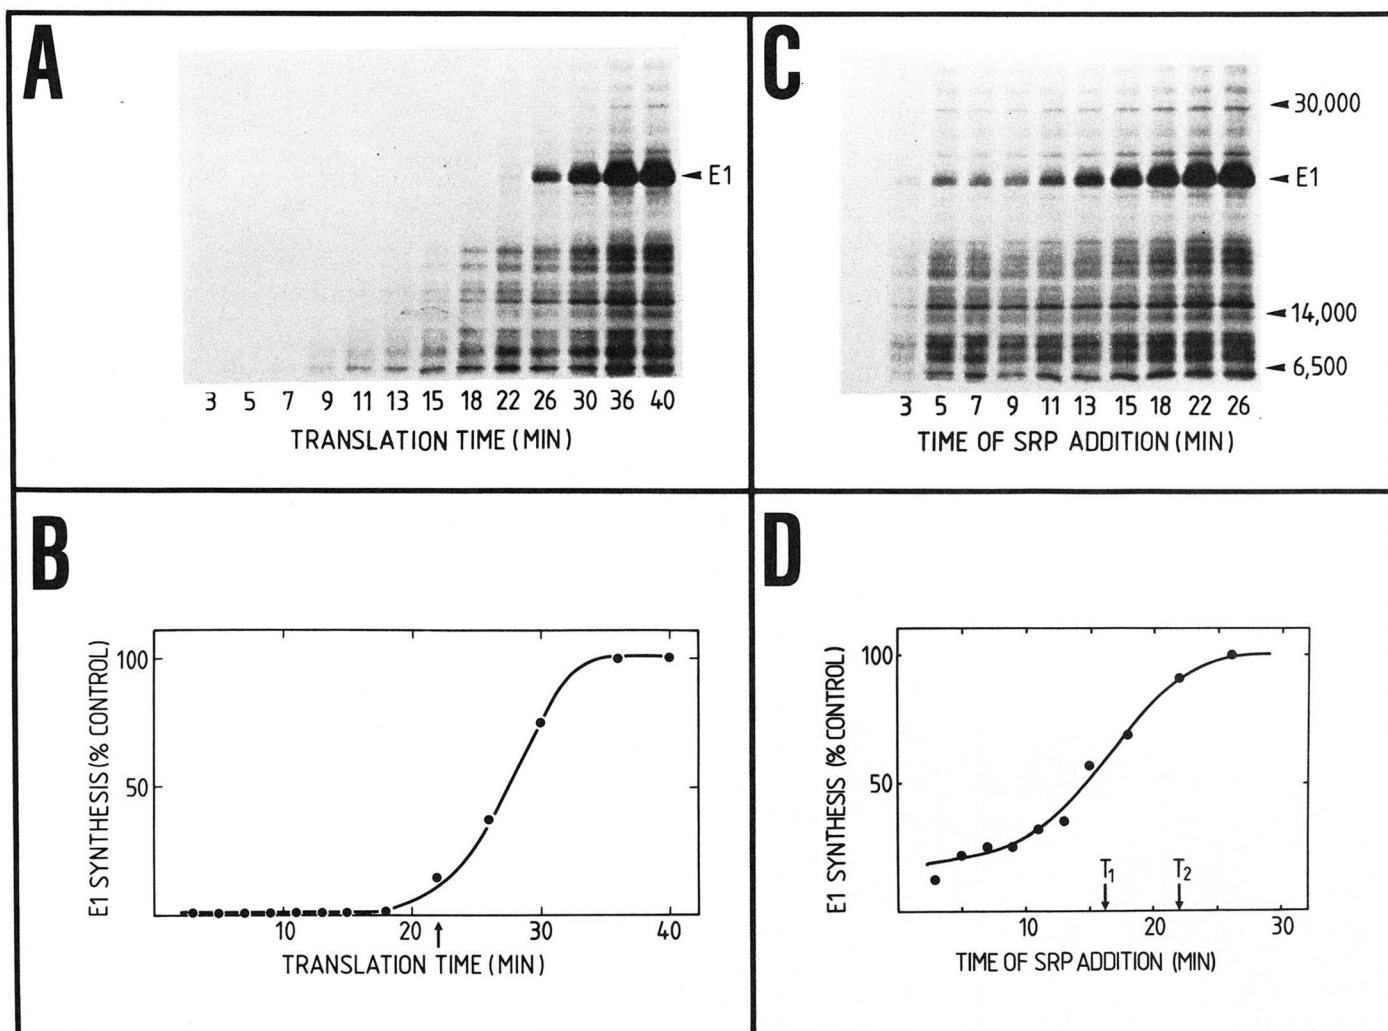 A
E1
3 5 7 9 11 13 15 18 22 26 30 36 40
TRANSLATION TIME (MIN)
C
30,000
E1
14,000
6,500
3 5 7 9 11 13 15 18 22 26
TIME OF SRP ADDITION (MIN)
B
E1 SYNTHESIS (% CONTROL)
100
50
10 20 30 40
TRANSLATION TIME (MIN)
D
E1 SYNTHESIS (% CONTROL)
100
50
T1 T2
10 20 30
TIME OF SRP ADDITION (MIN)